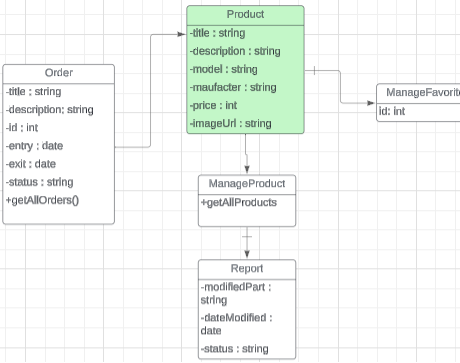 Product
-title : string
-description : string
-model : string
-maufacter : string
-price : int
-imageUrl : string
Order
-title : string
-description: string
-Id : int
-entry : date
-exit : date
-status : string
+getAllOrders()
ManageFavorite
id: int
ManageProduct
+getAllProducts
Report
-modifiedPart :
string
-dateModified :
date
-status : string